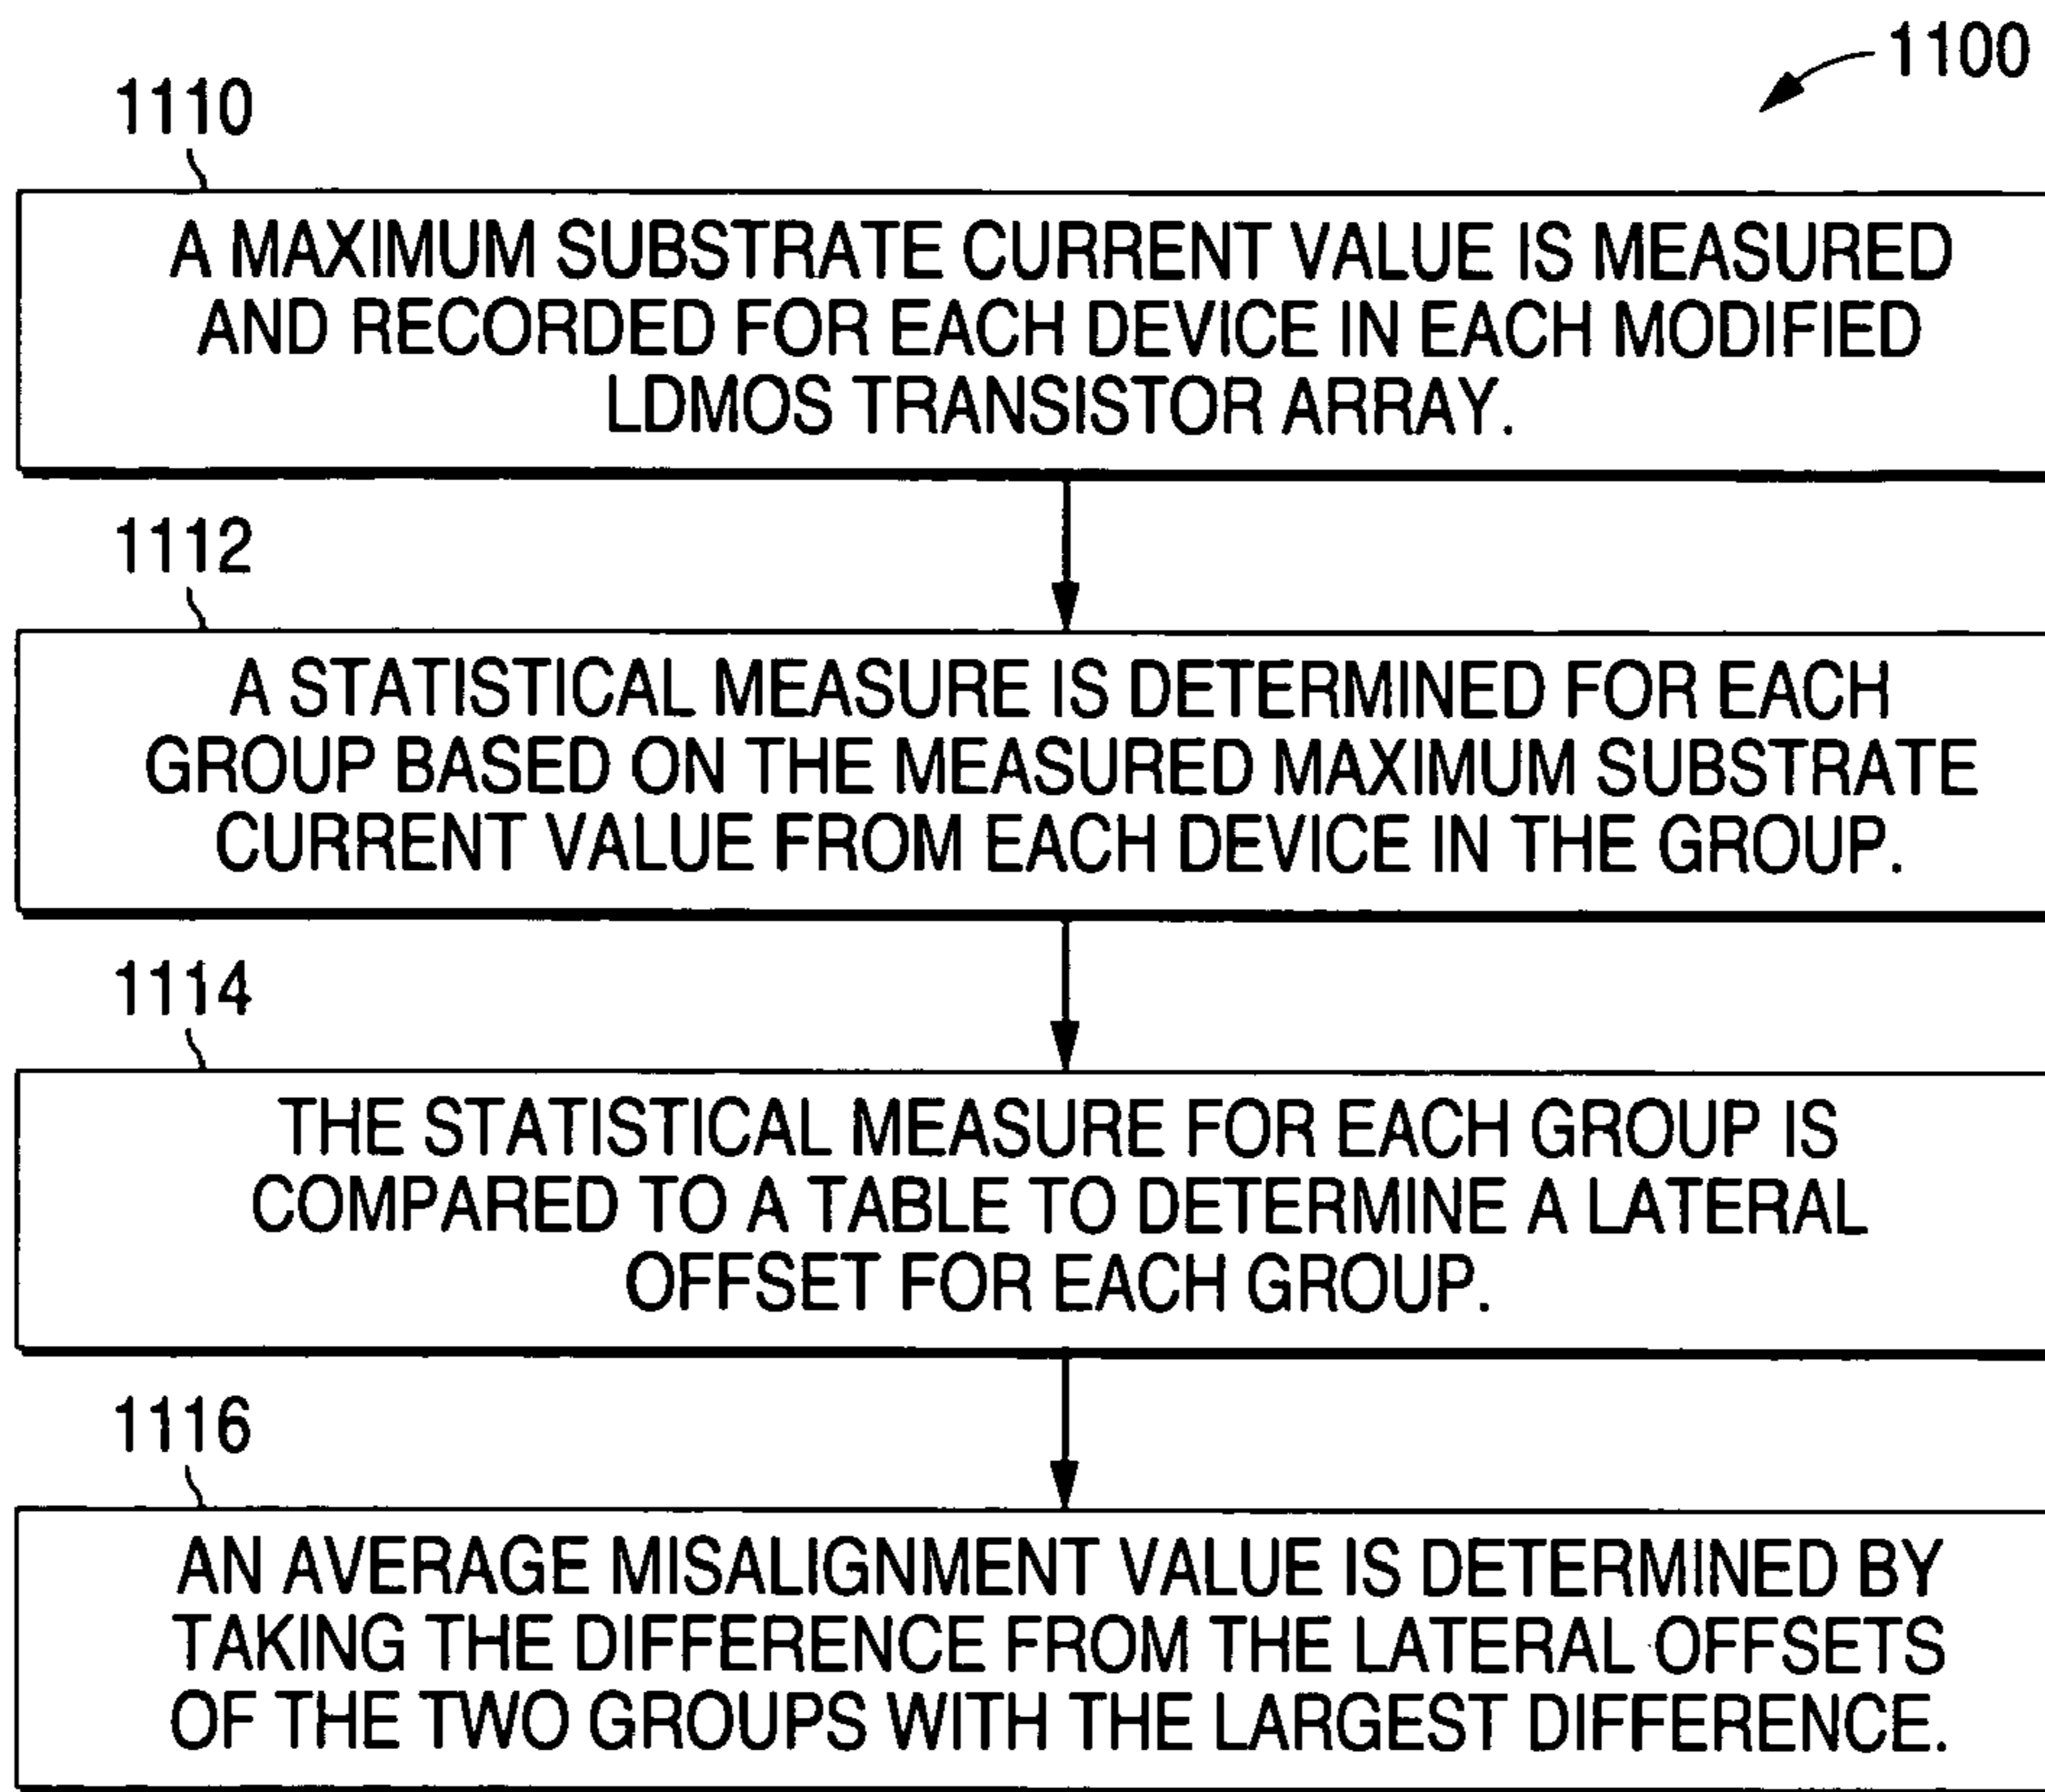 1100
1110
A MAXIMUM SUBSTRATE CURRENT VALUE IS MEASURED
AND RECORDED FOR EACH DEVICE IN EACH MODIFIED
LDMOS TRANSISTOR ARRAY.
1112
A STATISTICAL MEASURE IS DETERMINED FOR EACH
GROUP BASED ON THE MEASURED MAXIMUM SUBSTRATE
CURRENT VALUE FROM EACH DEVICE IN THE GROUP.
1114
THE STATISTICAL MEASURE FOR EACH GROUP IS
COMPARED TO A TABLE TO DETERMINE A LATERAL
OFFSET FOR EACH GROUP.
1116
AN AVERAGE MISALIGNMENT VALUE IS DETERMINED BY
TAKING THE DIFFERENCE FROM THE LATERAL OFFSETS
OF THE TWO GROUPS WITH THE LARGEST DIFFERENCE.